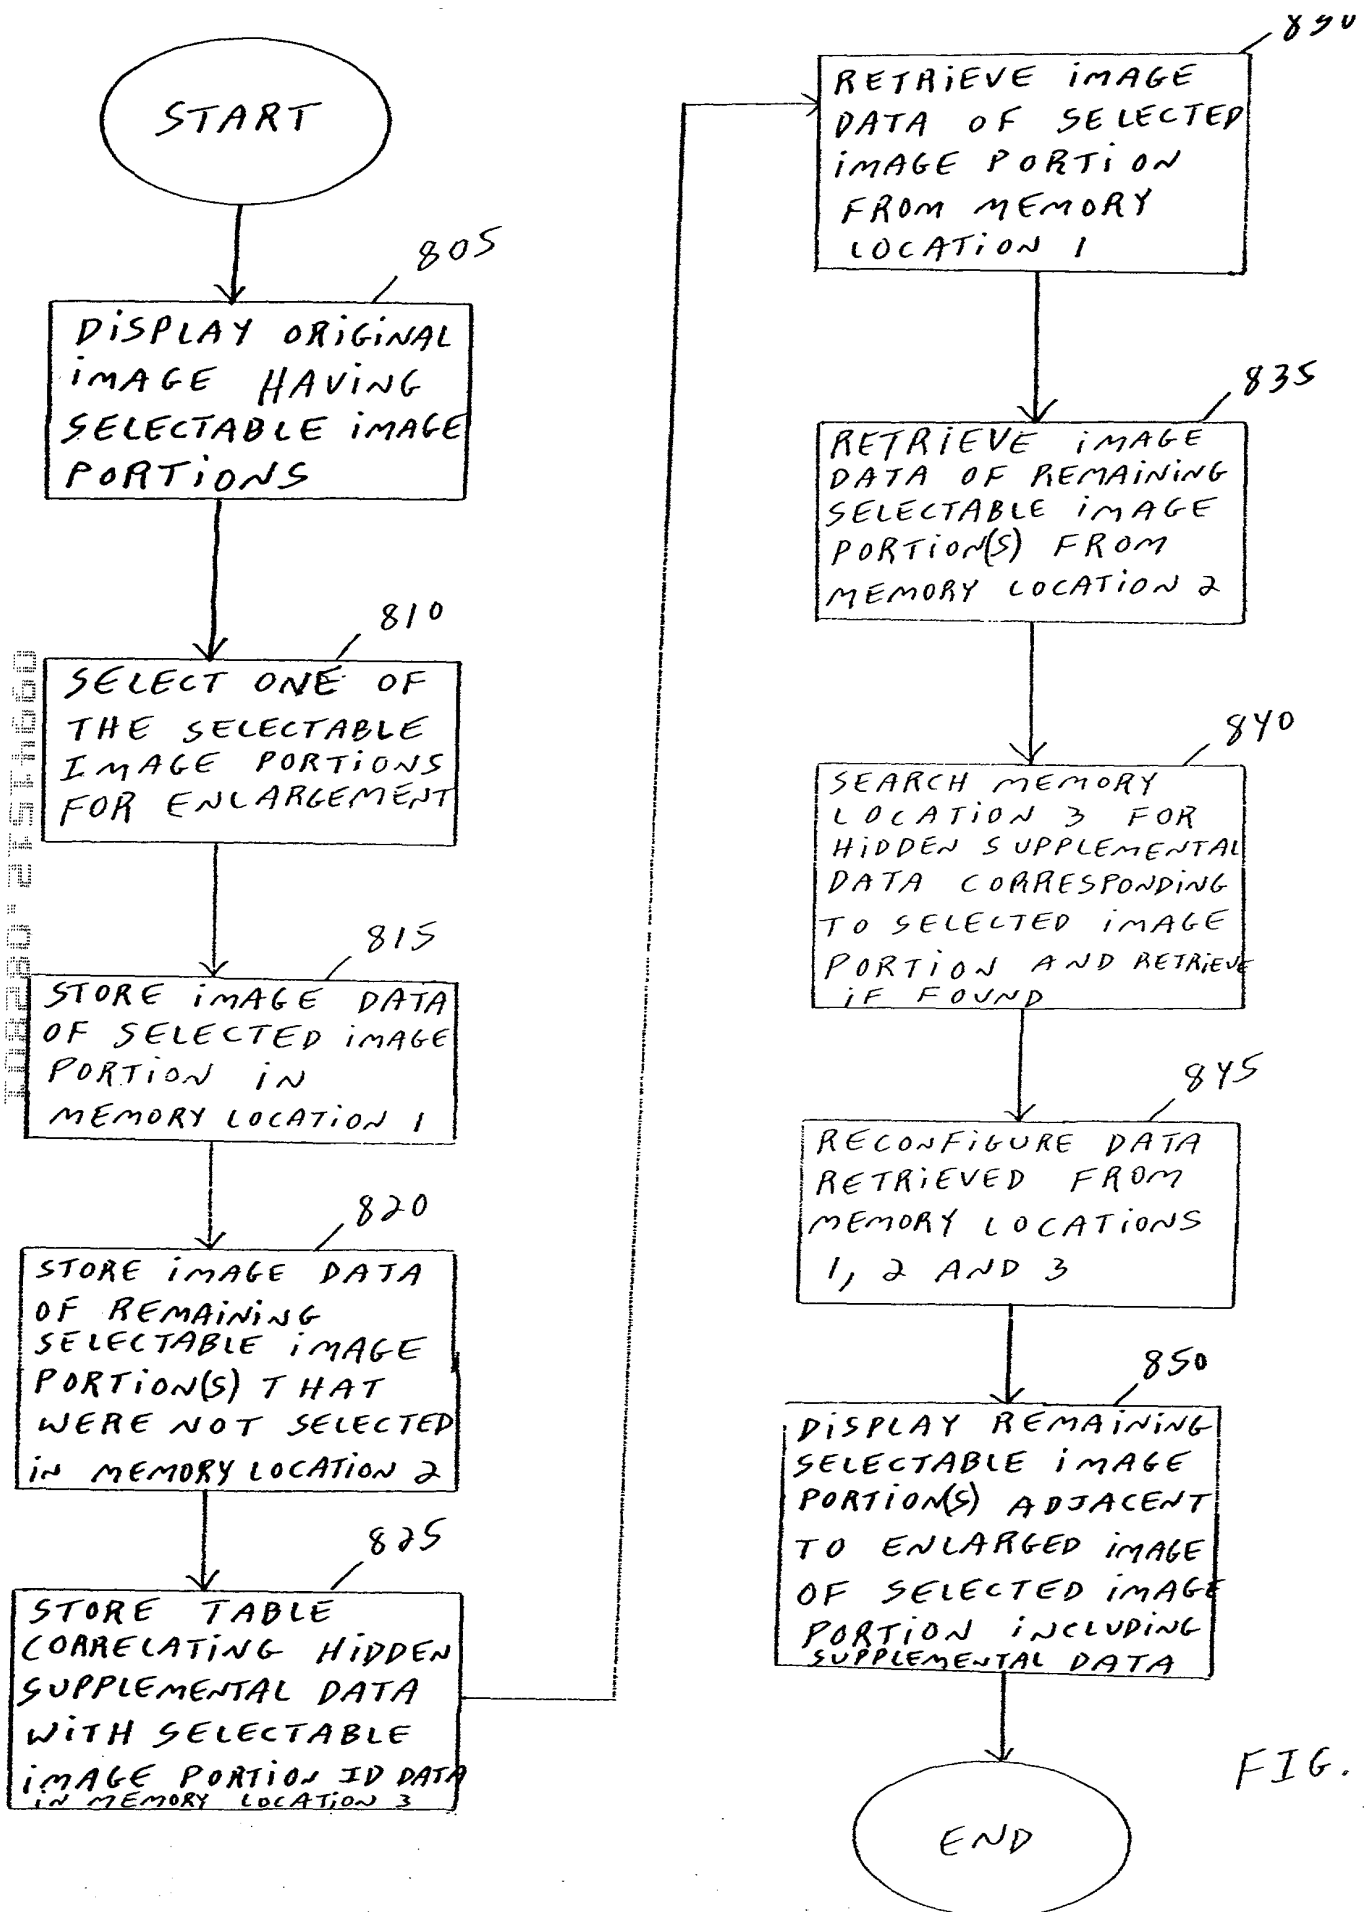 START
805
DISPLAY ORIGINAL
IMAGE HAVING
SELECTABLE IMAGE
PORTIONS
810
SELECT ONE OF
THE SELECTABLE
IMAGE PORTIONS
FOR ENLARGEMENT
815
STORE IMAGE DATA
OF SELECTED IMAGE
PORTION IN
MEMORY LOCATION 1
820
STORE IMAGE DATA
OF REMAINING
SELECTABLE IMAGE
PORTION(S) THAT
WERE NOT SELECTED
IN MEMORY LOCATION 2
825
STORE TABLE
CORRELATING HIDDEN
SUPPLEMENTAL DATA
WITH SELECTABLE
IMAGE PORTION ID DATA
IN MEMORY LOCATION 3
830
RETRIEVE IMAGE
DATA OF SELECTED
IMAGE PORTION
FROM MEMORY
LOCATION 1
835
RETRIEVE IMAGE
DATA OF REMAINING
SELECTABLE IMAGE
PORTION(S) FROM
MEMORY LOCATION 2
840
SEARCH MEMORY
LOCATION 3 FOR
HIDDEN SUPPLEMENTAL
DATA CORRESPONDING
TO SELECTED IMAGE
PORTION AND RETRIEVE
IF FOUND
845
RECONFIGURE DATA
RETRIEVED FROM
MEMORY LOCATIONS
1, 2 AND 3
850
DISPLAY REMAINING
SELECTABLE IMAGE
PORTION(S) ADJACENT
TO ENLARGED IMAGE
OF SELECTED IMAGE
PORTION INCLUDING
SUPPLEMENTAL DATA
FIG.
END